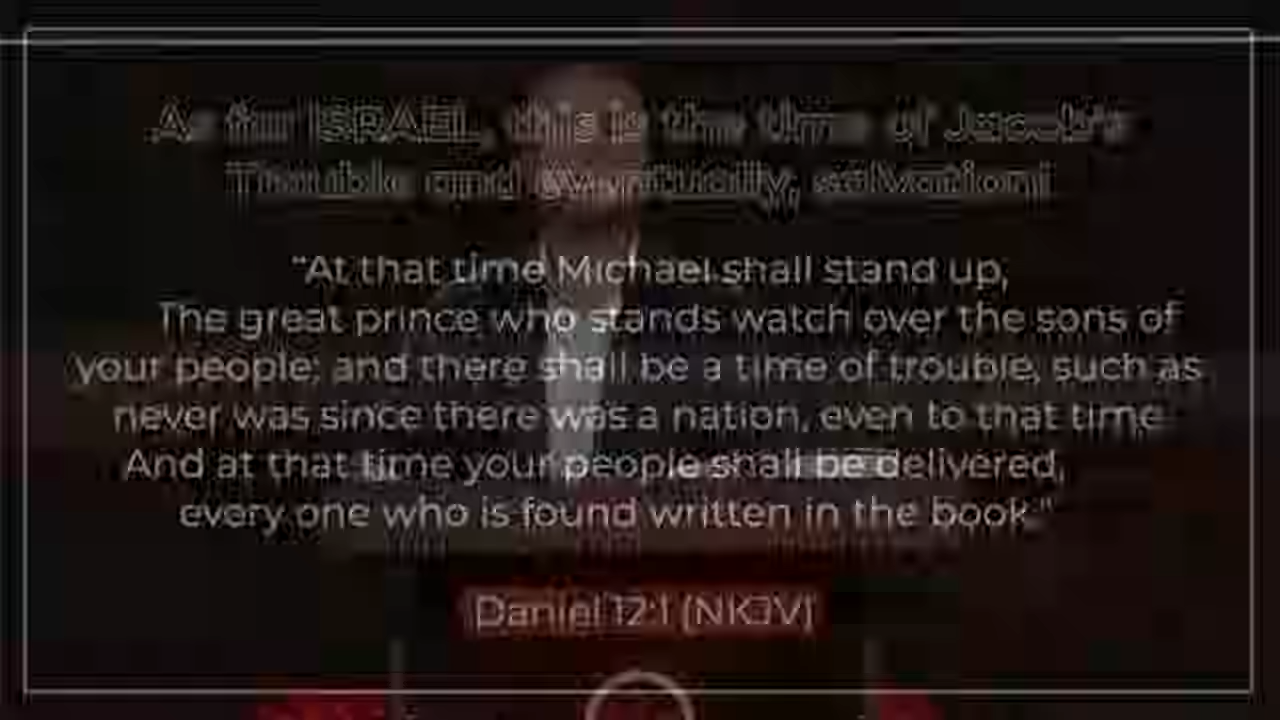 As for ISRAEL, this is the time of Jacob's
Trouble and eventually, salvation!
"At that time Michael shall stand up,
The great prince who stands watch over the sons of
your people; and there shall be a time of trouble, such as
never was since there was a nation, even to that time
And at that time your people shall be delivered,
every one who is found written in the book."
Daniel 12:1 (NKJV)